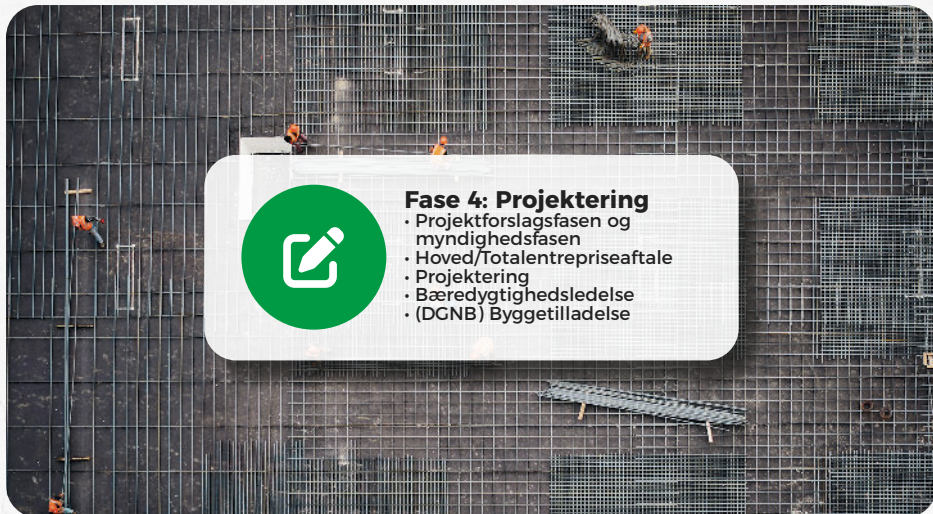 Fase 4: Projektering
• Projektforslagsfasen og
myndighedsfasen
• Hoved/Totalentrepriseaftale
• Projektering
• Bæredygtighedsledelse
• (DGNB) Byggetilladelse